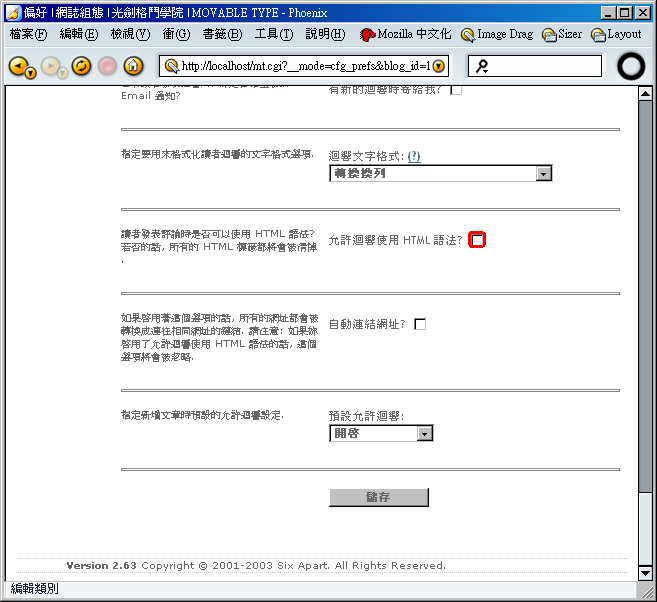 偏好 | 網誌組態 | 光劍格鬥學院 | MOVABLE TYPE - Phoenix
檔案(F) 編輯(E) 檢視(V) 衝(G) 書籤(B) 工具(T) 說明(H) Mozilla 中文化 Image Drag Sizer Layout
http://localhost/mt.cgi?__mode=cfg_prefs&blog_id=1
Email 通知?
有新的迴響時寄給我?
指定要用來格式化讀者迴響的文字格式選項.
迴響文字格式: (?)
轉換換列
讀者發表評論時是否可以使用 HTML 語法?
若否的話, 所有的 HTML 標籤都將會被清掉
.
允許迴響使用 HTML 語法?
如果啓用著這個選項的話, 所有的網址都會被
轉換成連往相同網址的鏈結. 請注意: 如果妳
啓用了允許迴響使用 HTML 語法的話, 這個
選項將會被忽略.
自動連結網址?
指定新增文章時預設的允許迴響設定.
預設允許迴響:
開啓
儲存
Version 2.63 Copyright © 2001-2003 Six Apart. All Rights Reserved.
編輯類別